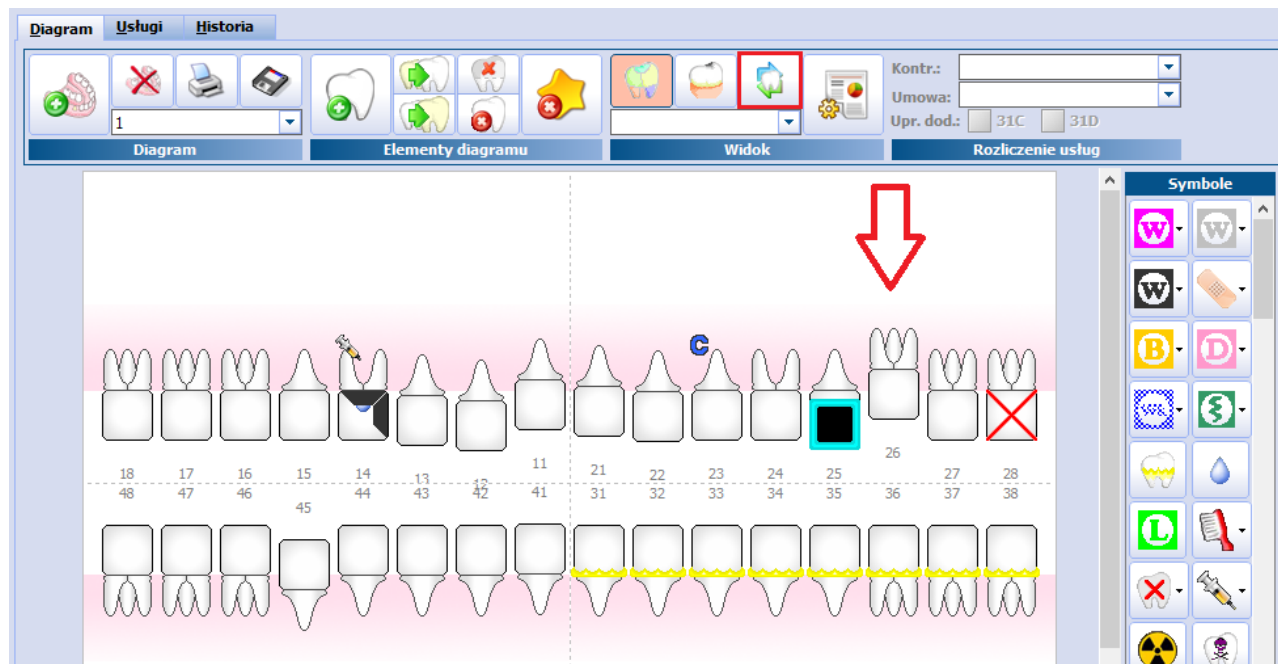 Diagram Usługi Historia
Kontr.:
Umowa:
1
Upr. dod.: 31C 31D
Diagram Elementy diagramu Widok Rozliczenie usług
Symbole
W W
W
B D
C
WK
L
18 17 16 15 14 13 12 11 21 22 23 24 25 26 27 28
48 47 46 45 44 43 42 41 31 32 33 34 35 36 37 38